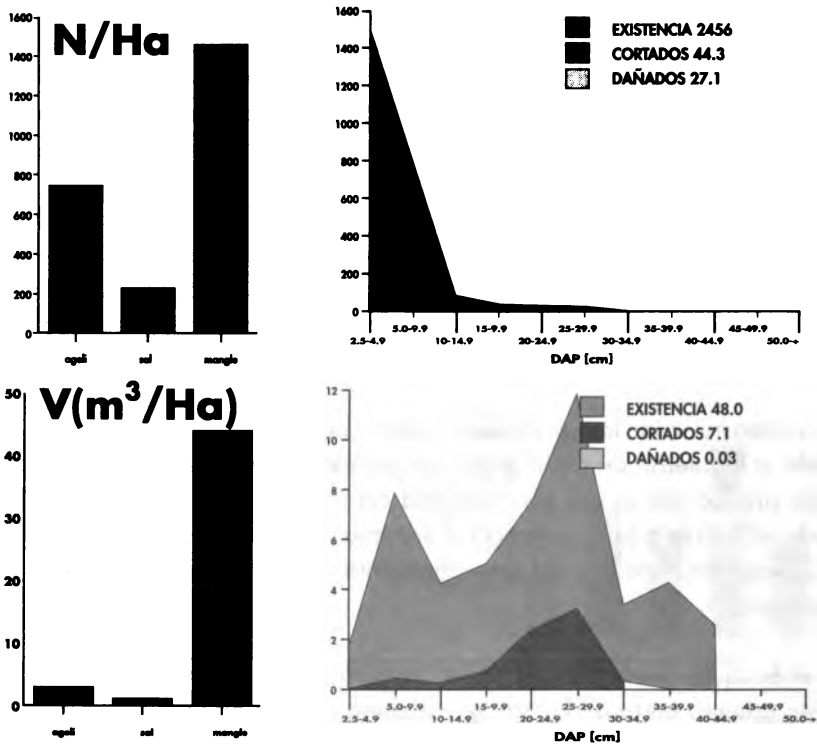 N/Ha
1600
1400
1200
1000
800
600
400
200
0
ageli
sal
mangle
1600
1400
1200
1000
800
600
400
200
0
EXISTENCIA 2456
CORTADOS 44.3
DAÑADOS 27.1
5.0-9.9 15-9.9 25-29.9 35-39.9 45-49.9
2.5-4.9 10-14.9 20-24.9 30-34.9 40-44.9 50.0-+
DAP [cm]
V(m³/Ha)
50
40
30
20
10
0
ageli
sal
mangle
12
10
8
6
4
2
0
EXISTENCIA 48.0
CORTADOS 7.1
DAÑADOS 0.03
5.0-9.9 15-9.9 25-29.9 35-39.9 45-49.9
2.5-4.9 10-14.9 20-24.9 30-34.9 40-44.9 50.0-+
DAP [cm]